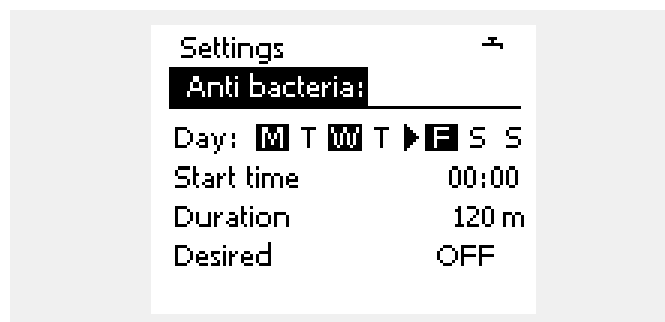 Settings
Anti bacteria:
Day: M T W T F S S
Start time 00:00
Duration 120 m
Desired OFF